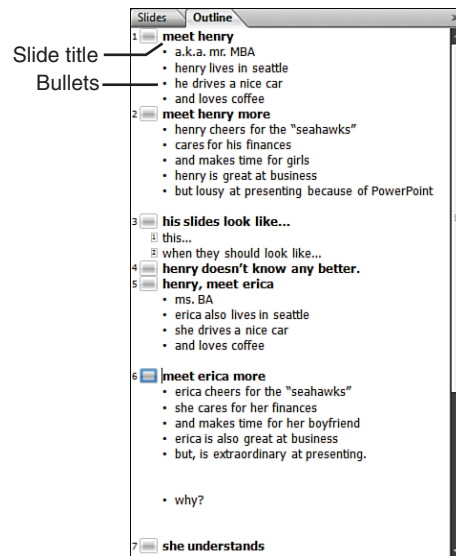 Slides Outline
1 meet henry
Slide title
• a.k.a. mr. MBA
• henry lives in seattle
Bullets
• he drives a nice car
• and loves coffee
2 meet henry more
• henry cheers for the “seahawks”
• cares for his finances
• and makes time for girls
• henry is great at business
• but lousy at presenting because of PowerPoint
3 his slides look like...
1 this...
2 when they should look like...
4 henry doesn't know any better.
5 henry, meet erica
• ms. BA
• erica also lives in seattle
• she drives a nice car
• and loves coffee
6 meet erica more
• erica cheers for the “seahawks”
• she cares for her finances
• and makes time for her boyfriend
• erica is also great at business
• but, is extraordinary at presenting.
• why?
7 she understands